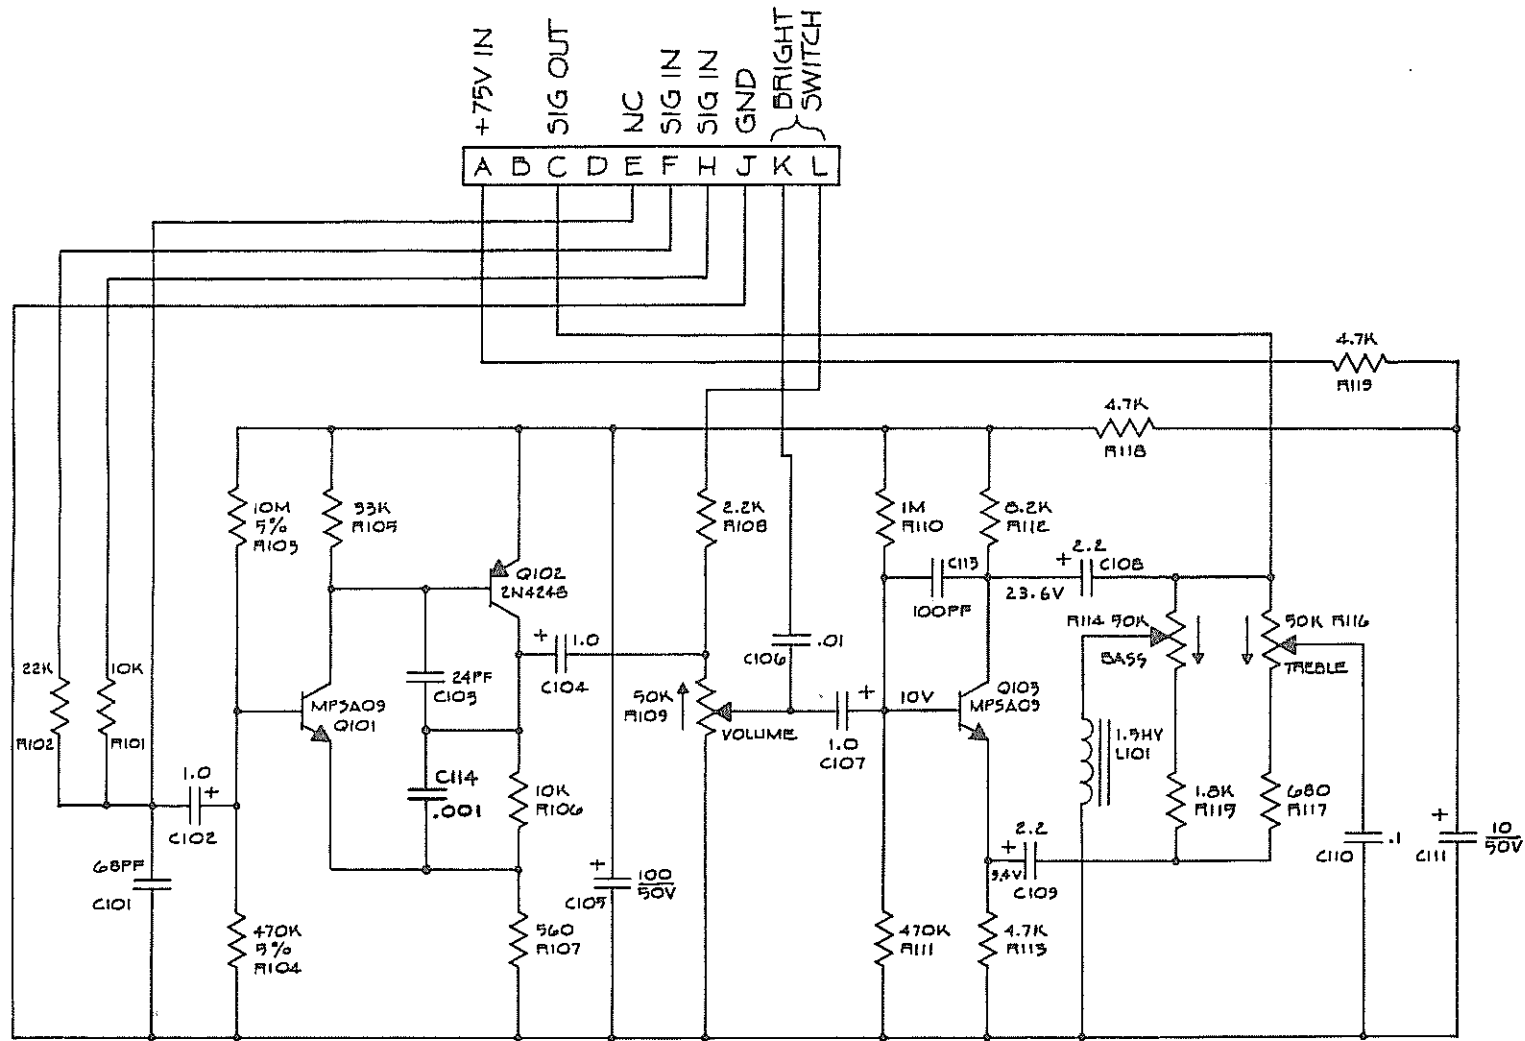 +75V IN
SIG OUT
NC
SIG IN
SIG IN
GND
BRIGHT
SWITCH
A B C D E F H J K L
4.7K
R119
4.7K
R118
10M
5%
R103
33K
R105
2.2K
R108
1M
R110
8.2K
R112
Q102
2N4248
C113
100PF
2.2
+
C108
23.6V
R114 50K
BASS
50K R116
TREBLE
22K
R102
10K
R101
MPSA09
Q101
24PF
C103
+
1.0
C104
50K
R109
VOLUME
.01
C106
+
1.0
C107
10V
Q103
MPSA09
1.5HY
L101
1.0
+
C102
C114
.001
10K
R106
1.8K
R115
680
R117
68PF
C101
470K
5%
R104
560
R107
+
100
50V
C105
470K
R111
2.2
+
3.4V
C109
4.7K
R113
.1
C110
+
10
50V
C111